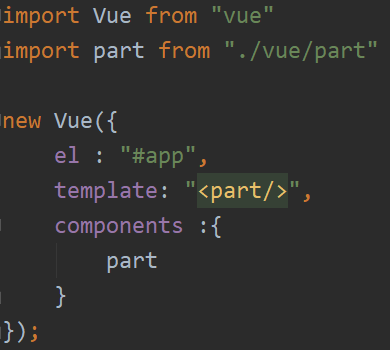 import Vue from "vue"
import part from "./vue/part"
new Vue({
    el : "#app",
    template: "<part/>",
    components :{
        part
    }
});